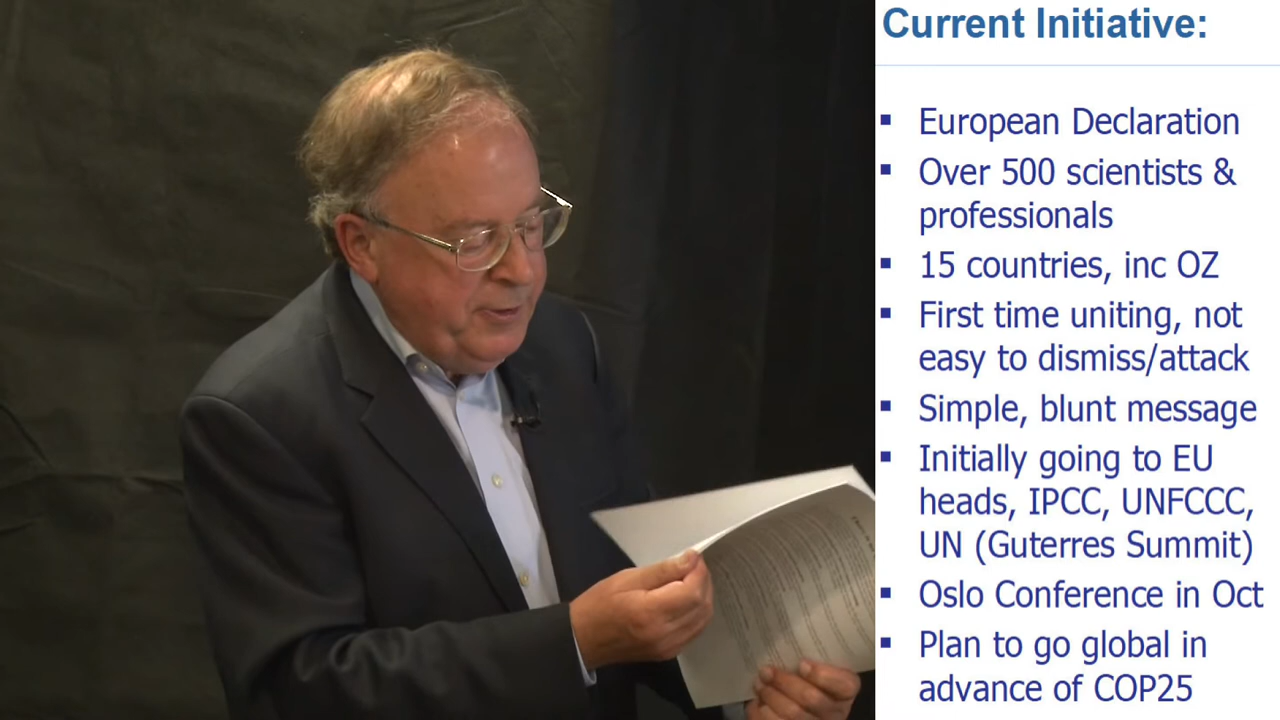 Current Initiative:
▪ European Declaration
▪ Over 500 scientists &
professionals
▪ 15 countries, inc OZ
▪ First time uniting, not
easy to dismiss/attack
▪ Simple, blunt message
▪ Initially going to EU
heads, IPCC, UNFCCC,
UN (Guterres Summit)
▪ Oslo Conference in Oct
▪ Plan to go global in
advance of COP25